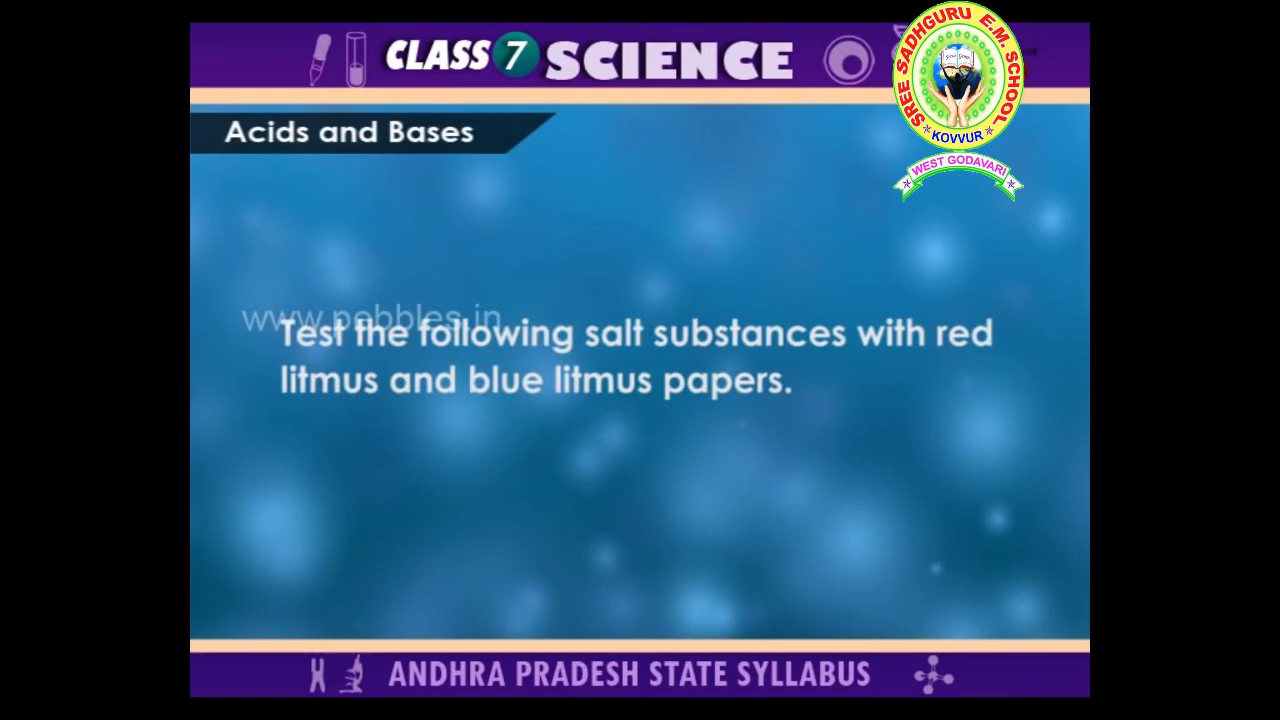 CLASS 7 SCIENCE
SREE SADHGURU E.M. SCHOOL
KOVVUR
WEST GODAVARI
Acids and Bases
www.pebbles.in
Test the following salt substances with red
litmus and blue litmus papers.
ANDHRA PRADESH STATE SYLLABUS